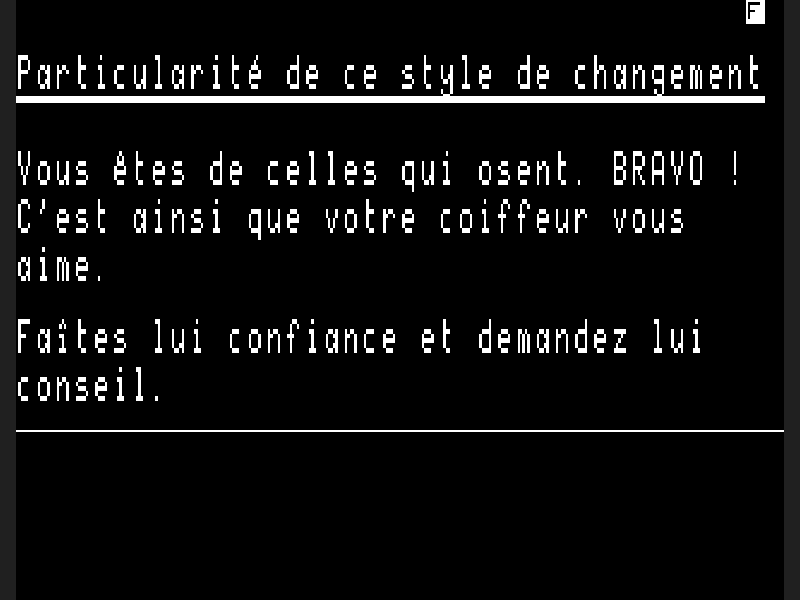 F
Particularité de ce style de changement
Vous êtes de celles qui osent. BRAVO !
C'est ainsi que votre coiffeur vous
aime.
Faîtes lui confiance et demandez lui
conseil.